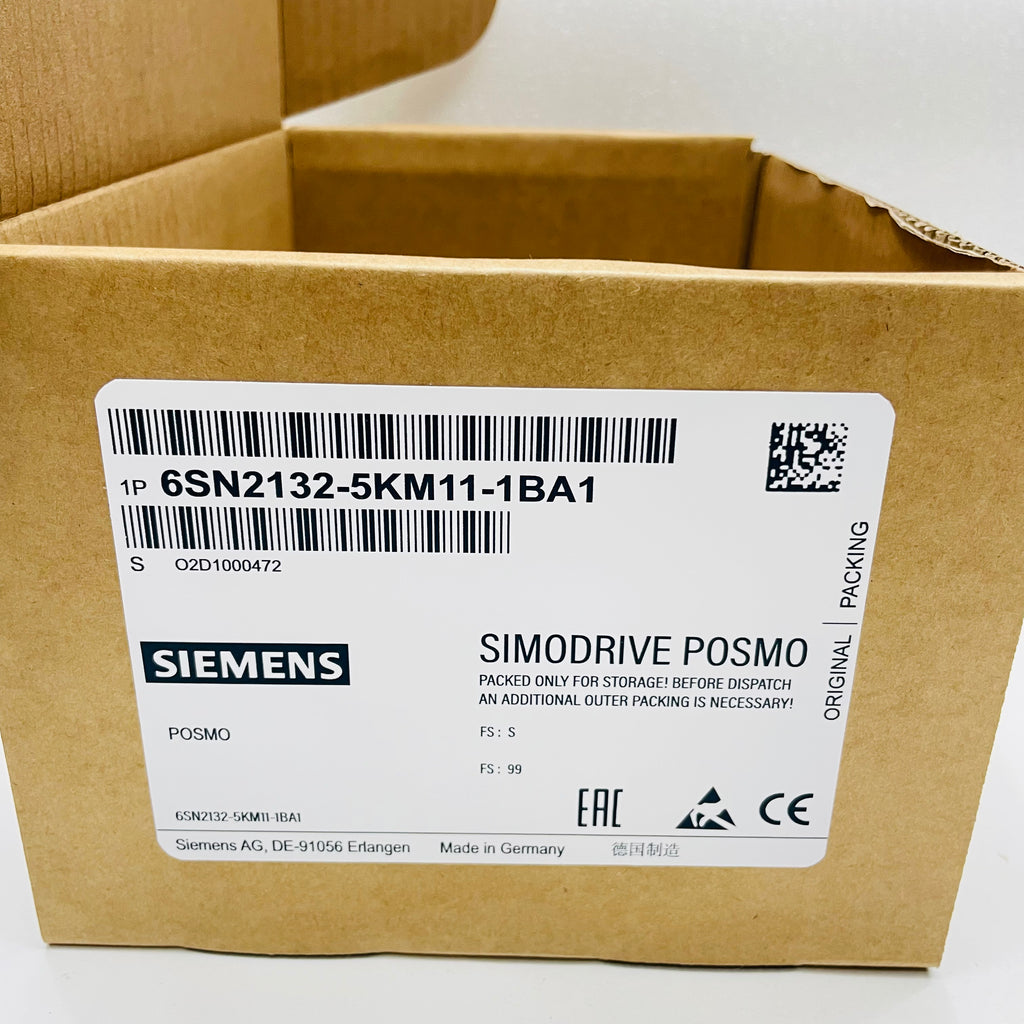 1P 6SN2132-5KM11-1BA1
S O2D1000472
SIEMENS
SIMODRIVE POSMO
PACKED ONLY FOR STORAGE! BEFORE DISPATCH
AN ADDITIONAL OUTER PACKING IS NECESSARY!
POSMO
FS: S
FS: 99
ORIGINAL | PACKING
EAC
CE
6SN2132-5KM11-1BA1
Siemens AG, DE-91056 Erlangen Made in Germany 德国制造